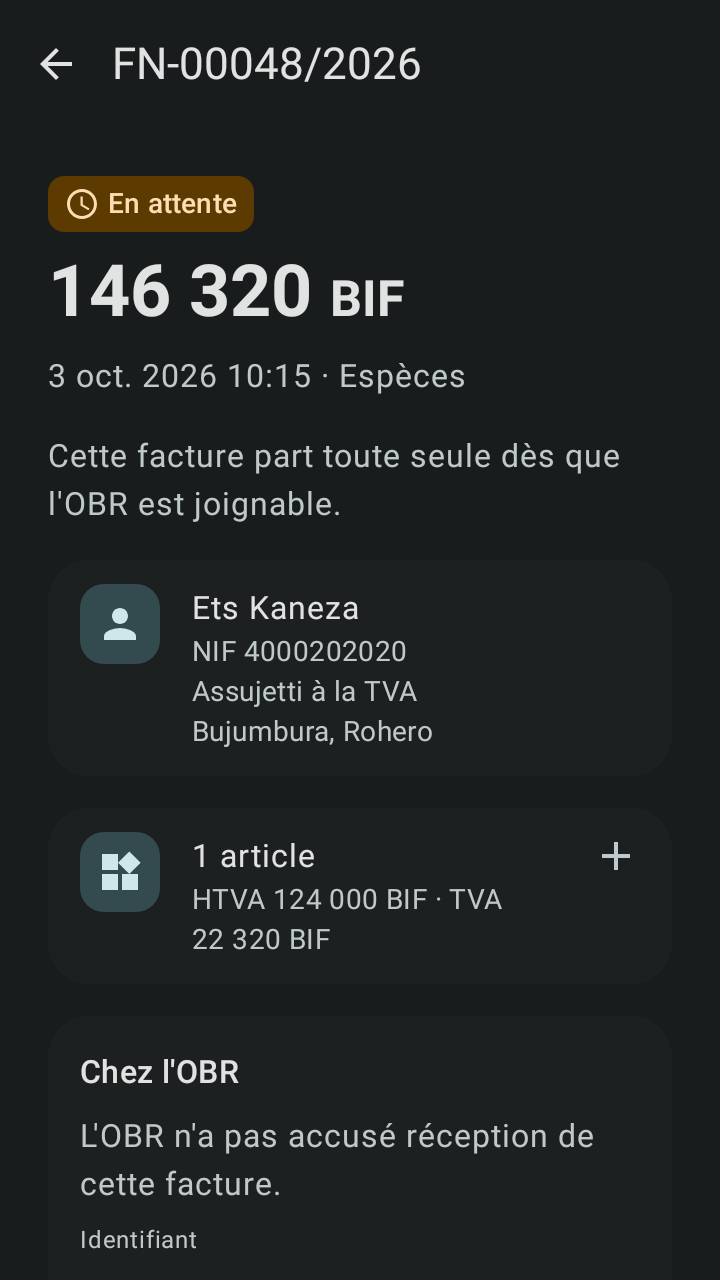 FN-00048/2026
En attente
146 320 BIF
3 oct. 2026 10:15 · Espèces
Cette facture part toute seule dès que
l'OBR est joignable.
Ets Kaneza
NIF 4000202020
Assujetti à la TVA
Bujumbura, Rohero
1 article
HTVA 124 000 BIF · TVA
22 320 BIF
Chez l'OBR
L'OBR n'a pas accusé réception de
cette facture.
Identifiant